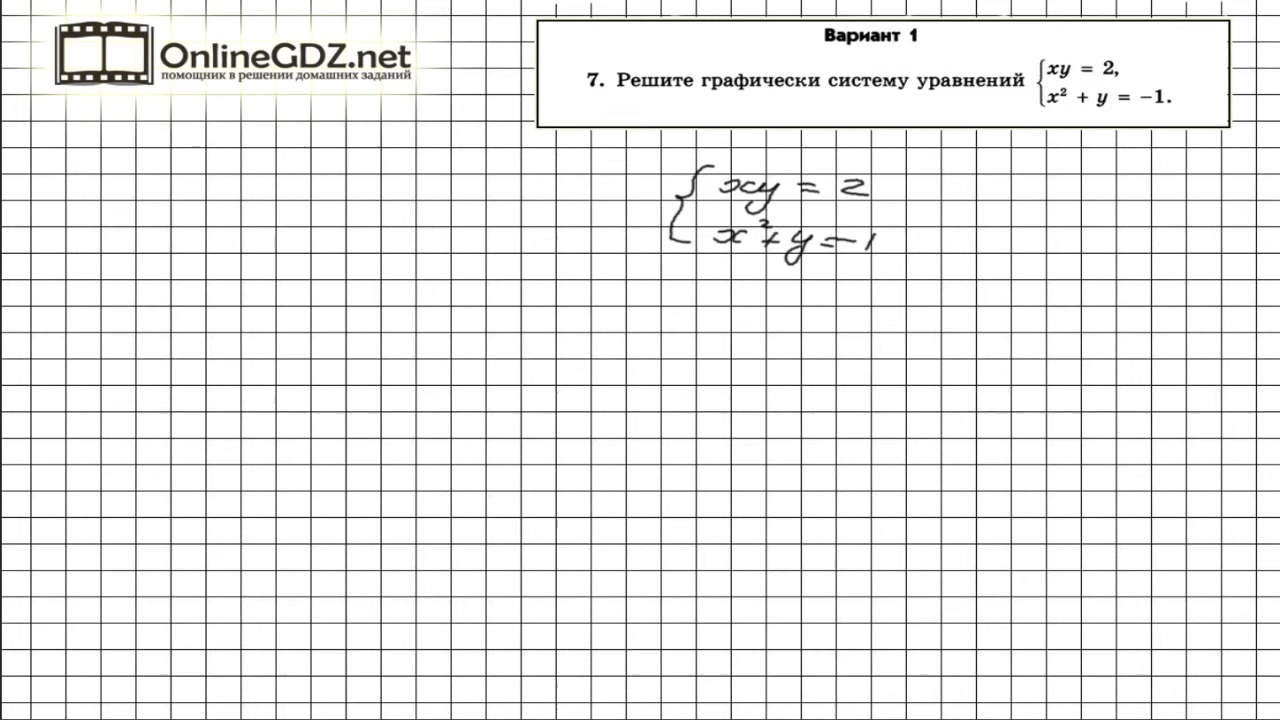 OnlineGDZ.net
помощник в решении домашних заданий
Вариант 1
7. Решите графически систему уравнений { xy = 2,
x² + y = −1.
{ xy = 2
x² + y = −1